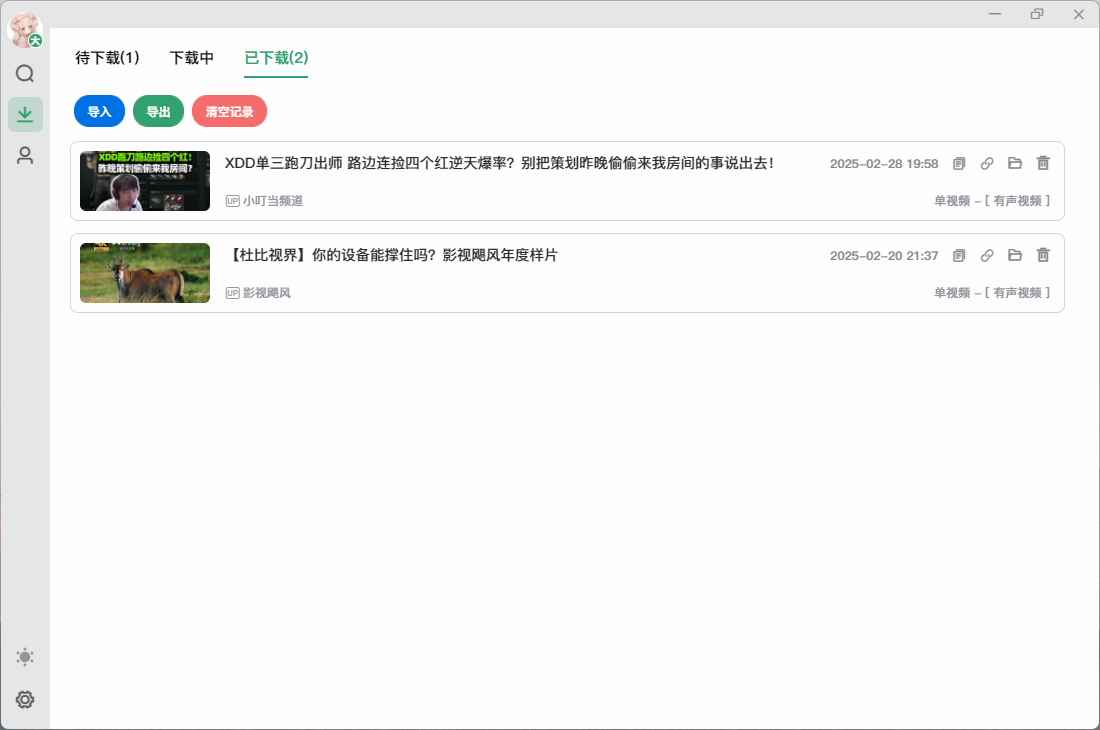 大
待下载(1) 下载中 已下载(2)
导入 导出 清空记录
XDD跑刀路边捡四个红!
昨晚策划偷偷来我房间?
XDD单三跑刀出师 路边连捡四个红逆天爆率？别把策划昨晚偷偷来我房间的事说出去！ 2025-02-28 19:58
UP 小叮当频道 单视频 - [ 有声视频 ]
【杜比视界】你的设备能撑住吗？影视飓风年度样片 2025-02-20 21:37
UP 影视飓风 单视频 - [ 有声视频 ]